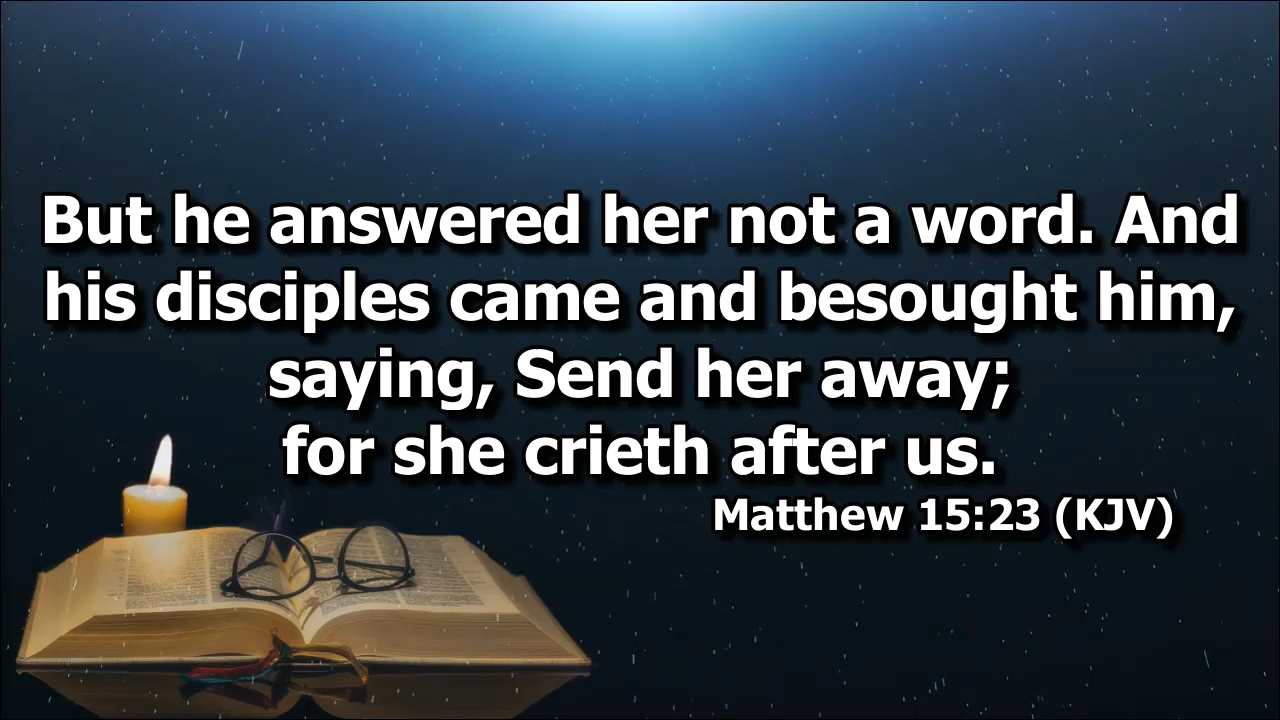 But he answered her not a word. And
his disciples came and besought him,
saying, Send her away;
for she crieth after us.
Matthew 15:23 (KJV)